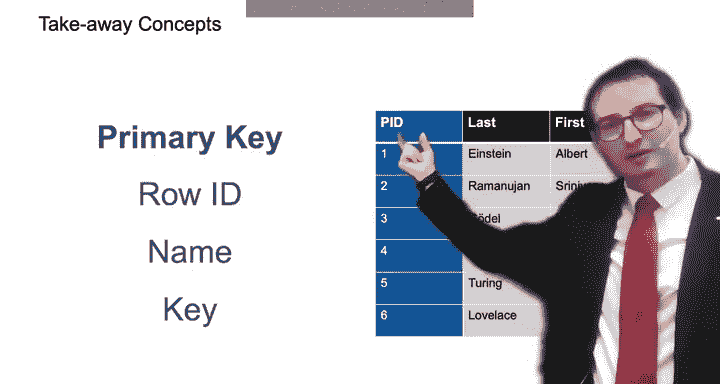 Take-away Concepts
Primary Key
Row ID
Name
Key
PID Last First
1 Einstein Albert
2 Ramanujan
3
4
5 Turing
6 Lovelace